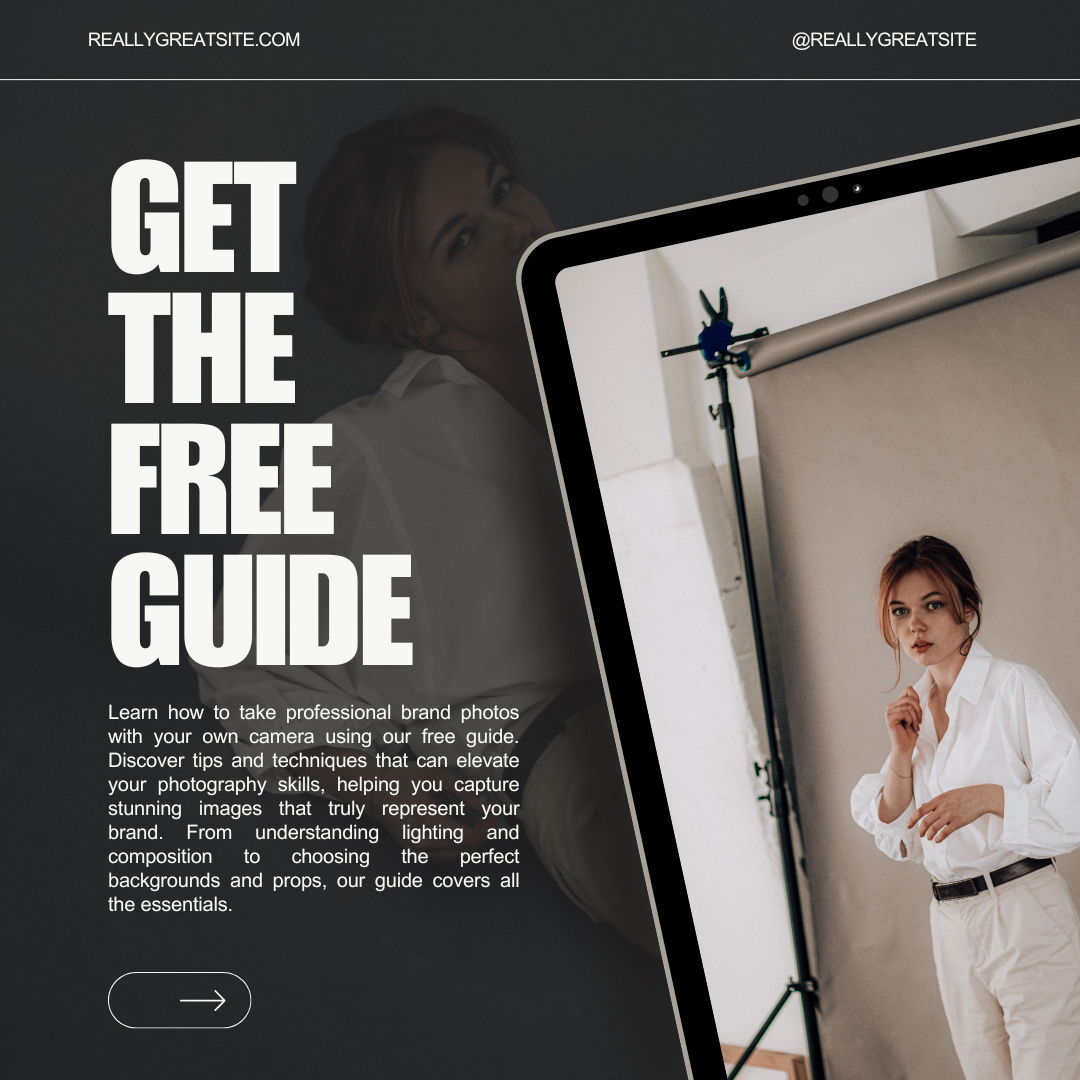 REALLYGREATSITE.COM
@REALLYGREATSITE
GET
THE
FREE
GUIDE
Learn how to take professional brand photos
with your own camera using our free guide.
Discover tips and techniques that can elevate
your photography skills, helping you capture
stunning images that truly represent your
brand. From understanding lighting and
composition to choosing the perfect
backgrounds and props, our guide covers all
the essentials.